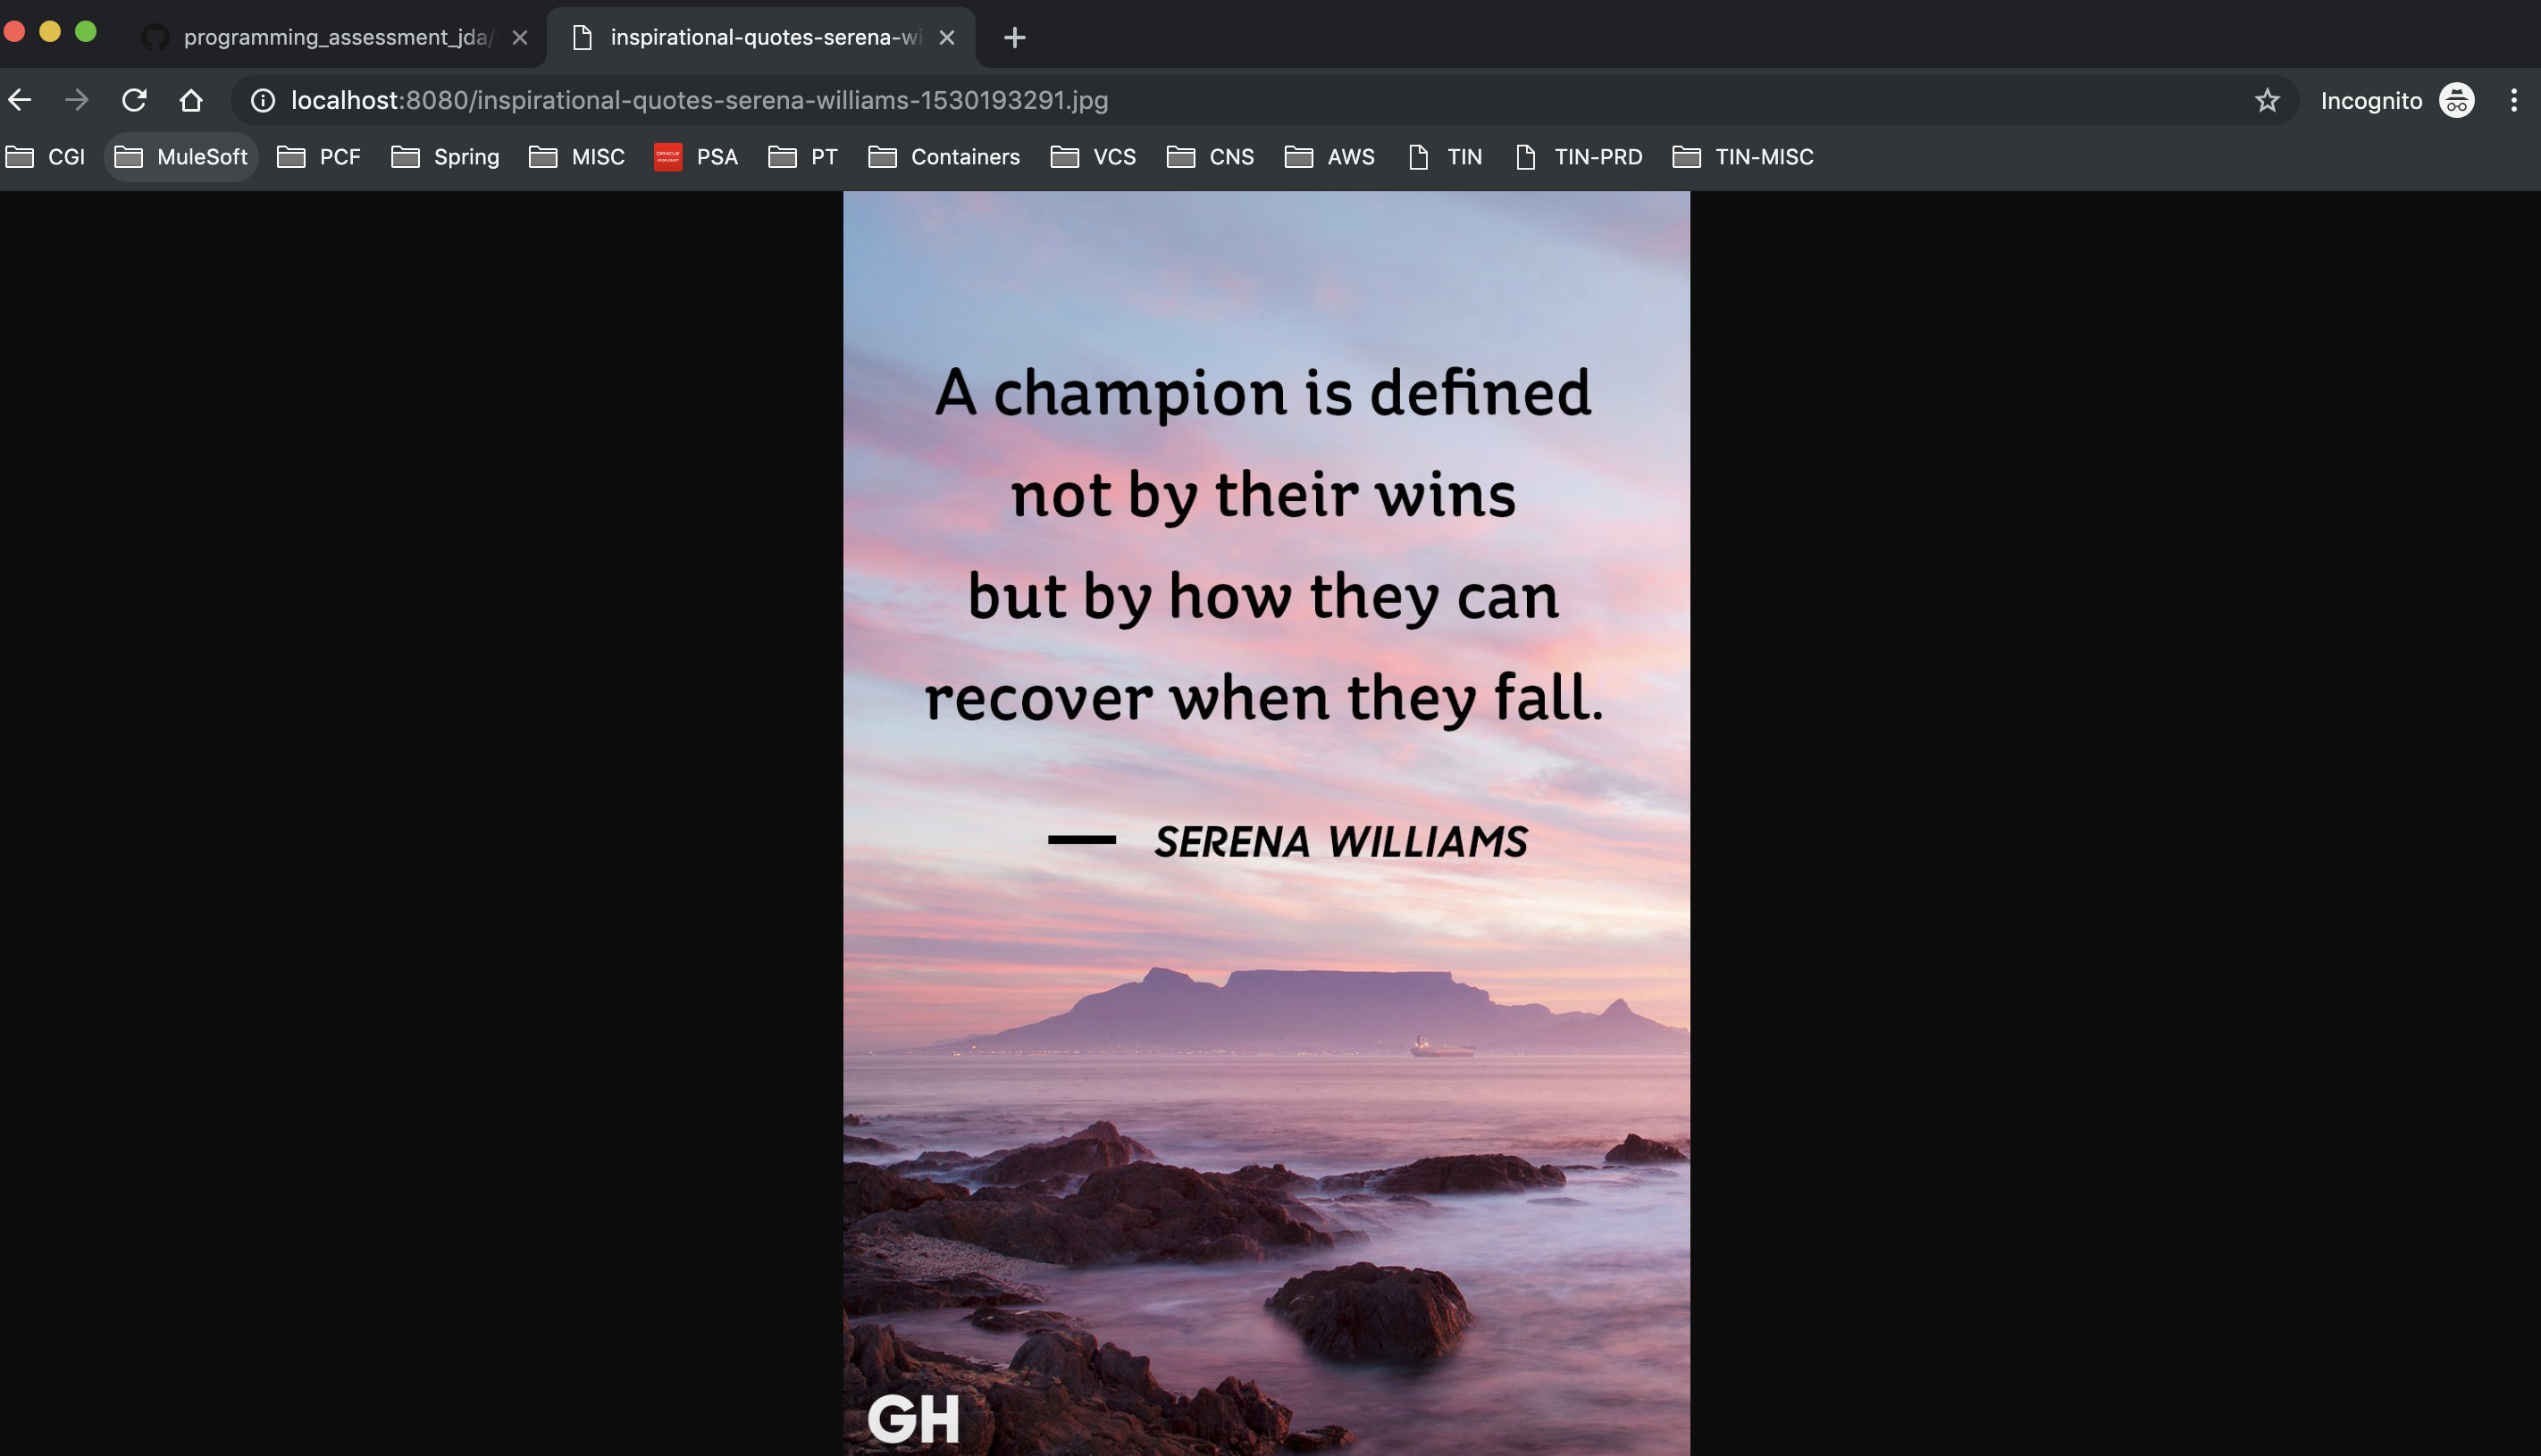 programming_assessment_jda/
inspirational-quotes-serena-wi
localhost:8080/inspirational-quotes-serena-williams-1530193291.jpg
Incognito
CGI MuleSoft PCF Spring MISC PSA PT Containers VCS CNS AWS TIN TIN-PRD TIN-MISC
A champion is defined
not by their wins
but by how they can
recover when they fall.
— SERENA WILLIAMS
GH